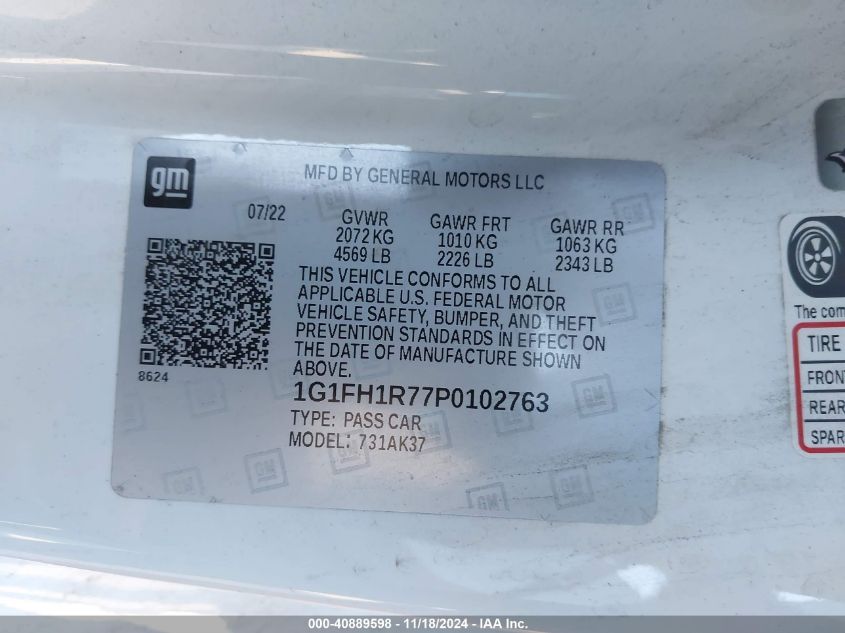 gm
MFD BY GENERAL MOTORS LLC
07/22
GVWR
2072 KG
4569 LB
GAWR FRT
1010 KG
2226 LB
GAWR RR
1063 KG
2343 LB
THIS VEHICLE CONFORMS TO ALL
APPLICABLE U.S. FEDERAL MOTOR
VEHICLE SAFETY, BUMPER, AND THEFT
PREVENTION STANDARDS IN EFFECT ON
THE DATE OF MANUFACTURE SHOWN
ABOVE.
8624
1G1FH1R77P0102763
TYPE: PASS CAR
MODEL: 731AK37
The com
TIRE
FRON
REAR
SPAR
000-40889598 - 11/18/2024 - IAA Inc.